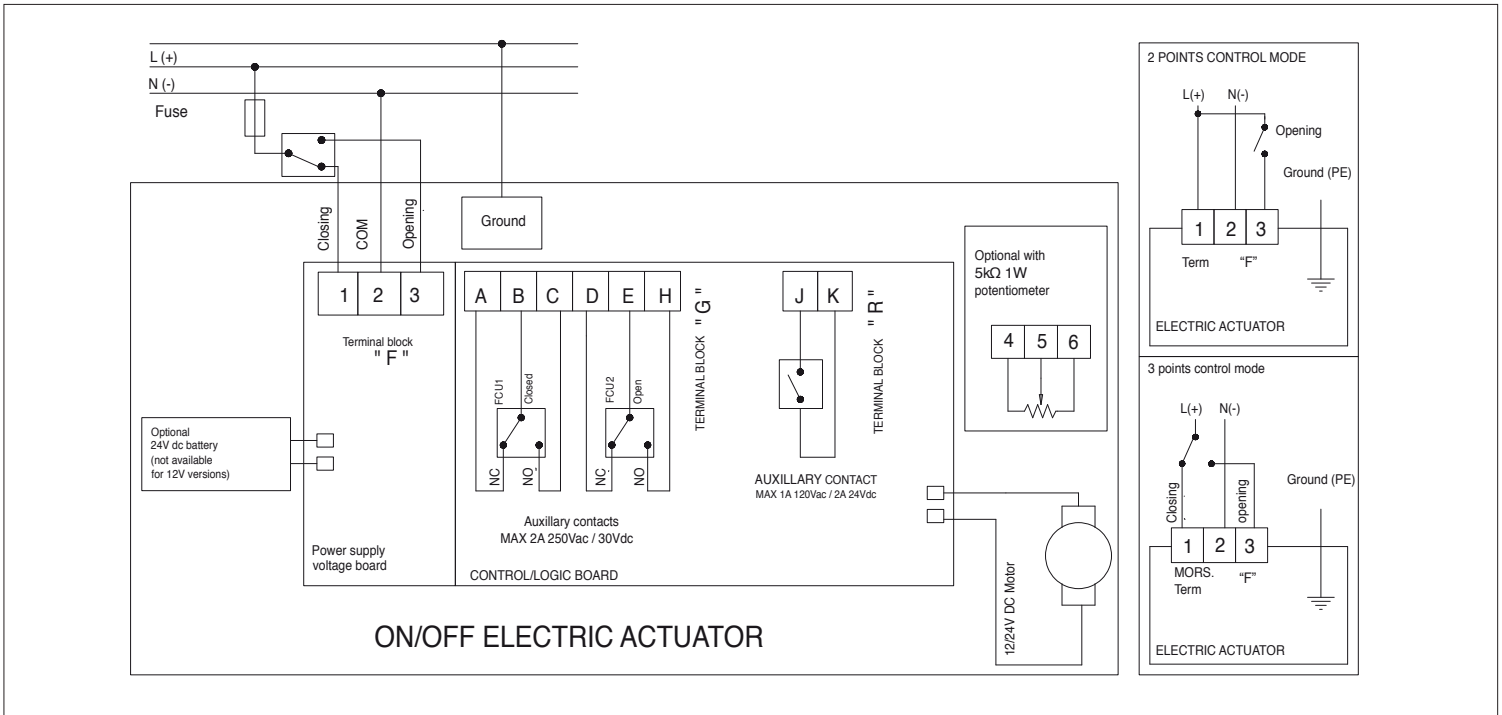 L (+)
N (-)
Fuse
Closing
COM
Opening
Ground
1 2 3
Terminal block
" F "
A B C D E H
TERMINAL BLOCK " G "
FCU1
Closed
NC
NO
FCU2
Open
NC
NO
Auxillary contacts
MAX 2A 250Vac / 30Vdc
J K
TERMINAL BLOCK " R "
AUXILLARY CONTACT
MAX 1A 120Vac / 2A 24Vdc
Optional with
5kΩ 1W
potentiometer
4 5 6
Optional
24V dc battery
(not available
for 12V versions)
Power supply
voltage board
CONTROL/LOGIC BOARD
12/24V DC Motor
ON/OFF ELECTRIC ACTUATOR
2 POINTS CONTROL MODE
L(+) N(-)
Opening
Ground (PE)
1 2 3
Term "F"
ELECTRIC ACTUATOR
3 points control mode
L(+) N(-)
Ground (PE)
Closing
opening
1 2 3
MORS. "F"
Term
ELECTRIC ACTUATOR